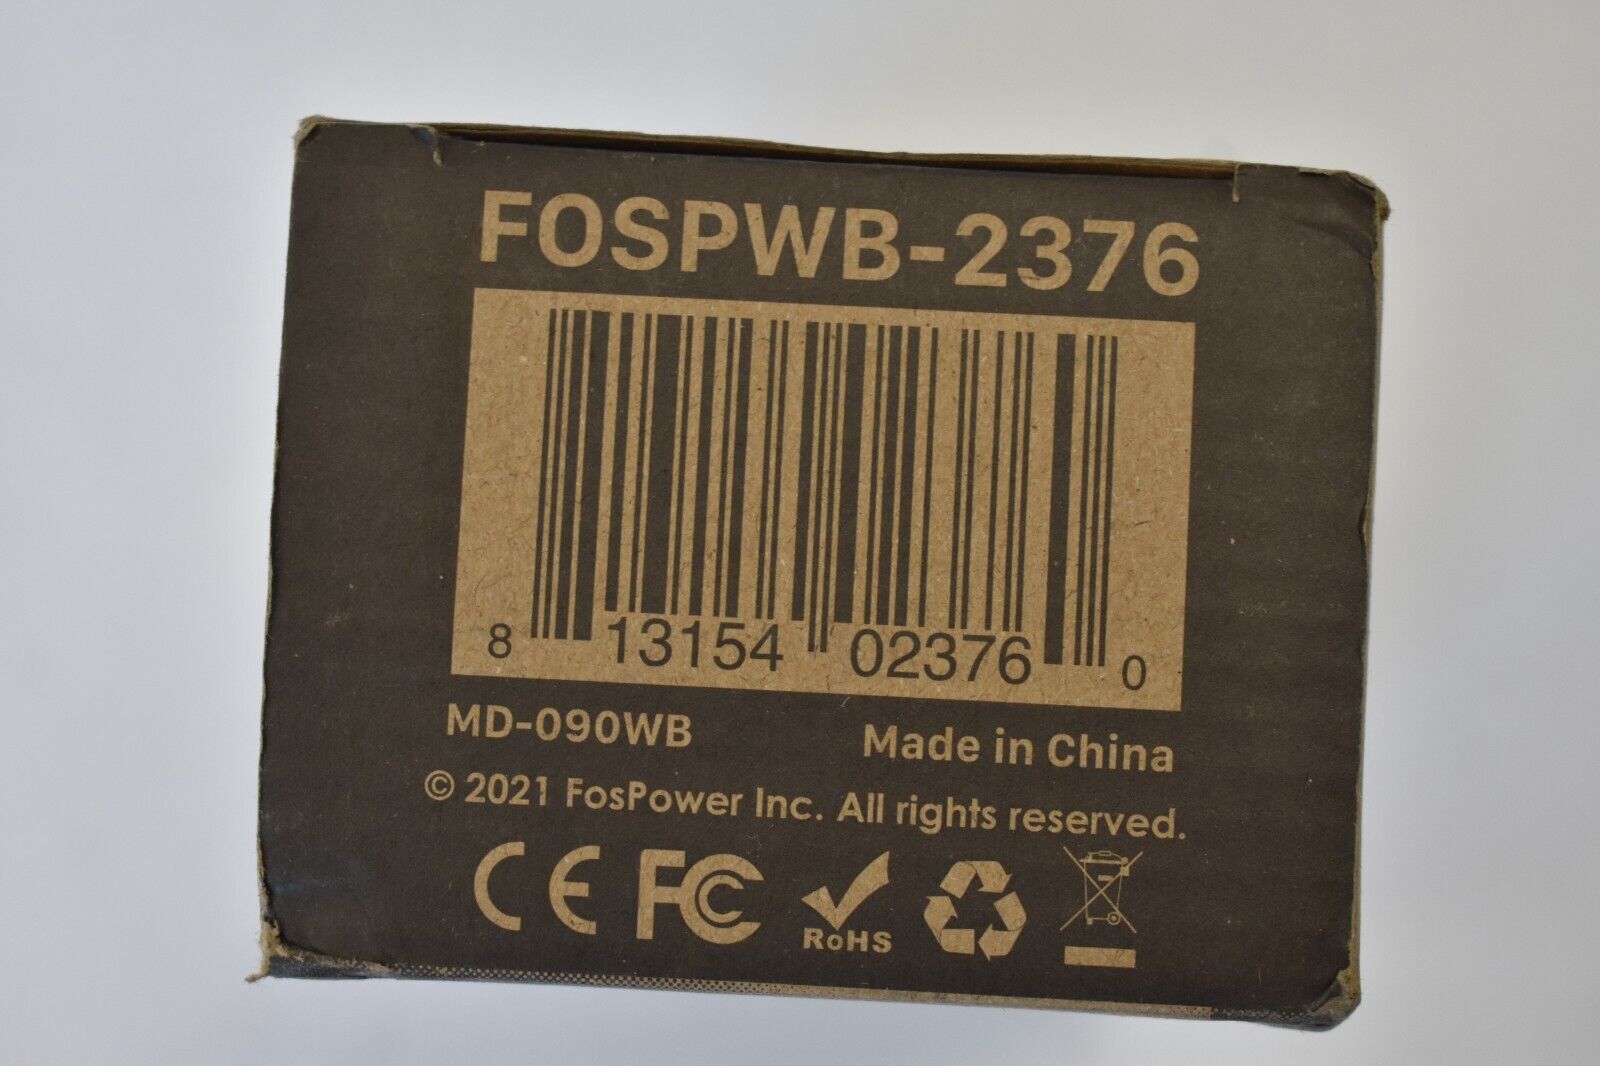 FOSPWB-2376
8 13154 02376 0
MD-090WB Made in China
© 2021 FosPower Inc. All rights reserved.
CE FC RoHS